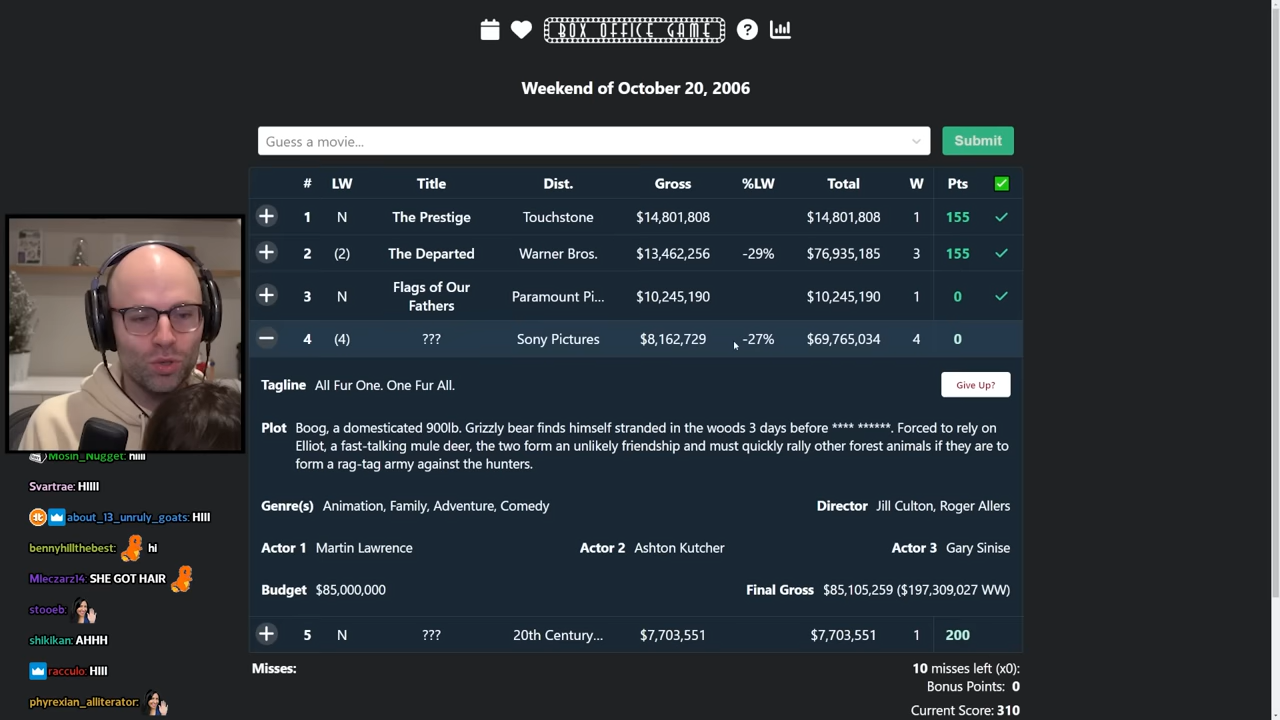 BOX OFFICE GAME
Weekend of October 20, 2006
Guess a movie...
Submit
# LW Title Dist. Gross %LW Total W Pts
1 N The Prestige Touchstone $14,801,808 $14,801,808 1 155
2 (2) The Departed Warner Bros. $13,462,256 -29% $76,935,185 3 155
3 N Flags of Our Fathers Paramount Pi... $10,245,190 $10,245,190 1 0
4 (4) ??? Sony Pictures $8,162,729 -27% $69,765,034 4 0
Tagline All Fur One. One Fur All.
Give Up?
Plot Boog, a domesticated 900lb. Grizzly bear finds himself stranded in the woods 3 days before **** ******. Forced to rely on
Elliot, a fast-talking mule deer, the two form an unlikely friendship and must quickly rally other forest animals if they are to
form a rag-tag army against the hunters.
Genre(s) Animation, Family, Adventure, Comedy
Director Jill Culton, Roger Allers
Actor 1 Martin Lawrence
Actor 2 Ashton Kutcher
Actor 3 Gary Sinise
Budget $85,000,000
Final Gross $85,105,259 ($197,309,027 WW)
5 N ??? 20th Century... $7,703,551 $7,703,551 1 200
Misses:
10 misses left (x0):
Bonus Points: 0
Current Score: 310
Mosin_Nugget: hiiii
Svartrae: HIIII
about_13_unruly_goats: HIII
bennyhillthebest: hi
Mleczarz14: SHE GOT HAIR
stooeb:
shikikan: AHHH
racculo: HIII
phyrexian_alliterator: